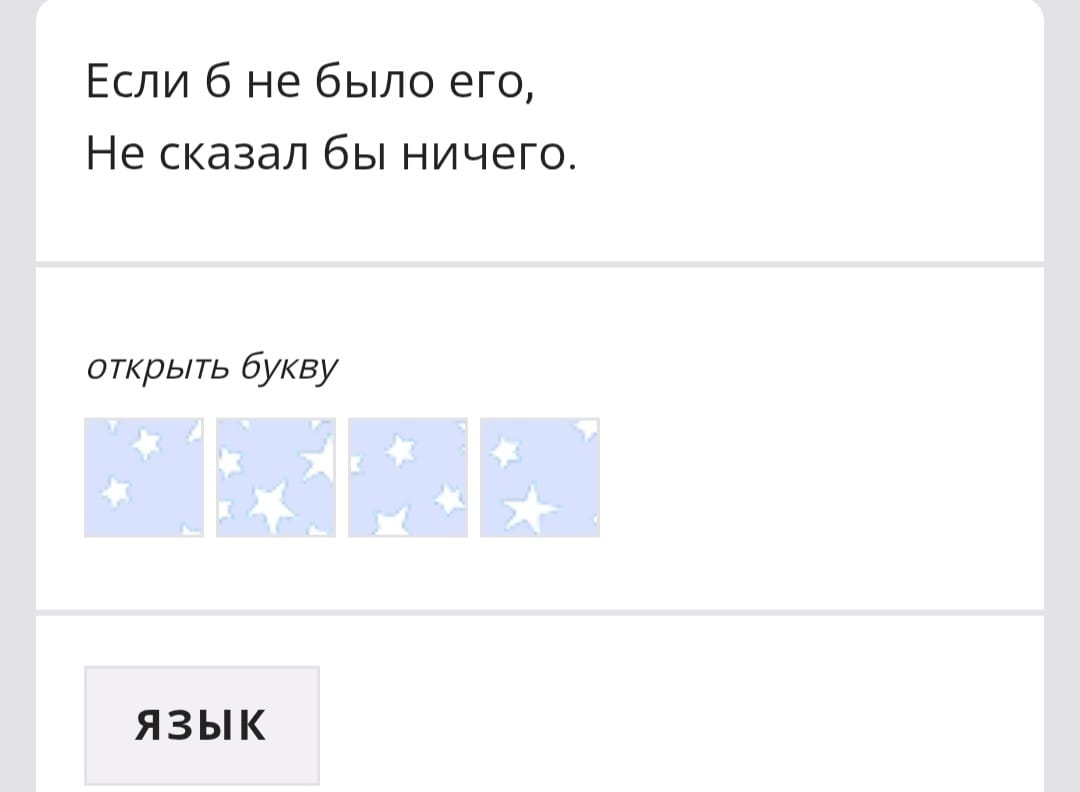 Если б не было его,
Не сказал бы ничего.
открыть букву
ЯЗЫК